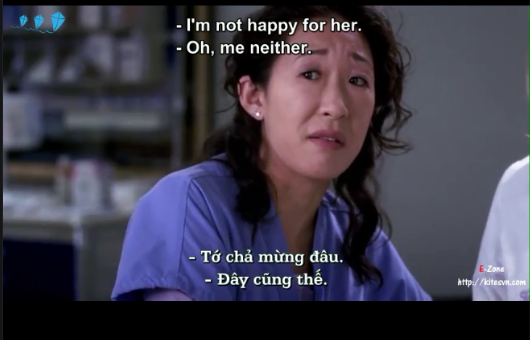 - I'm not happy for her.
- Oh, me neither.
- Tớ chả mừng đâu.
- Đây cũng thế.
E-Zone
http://kitesvn.com